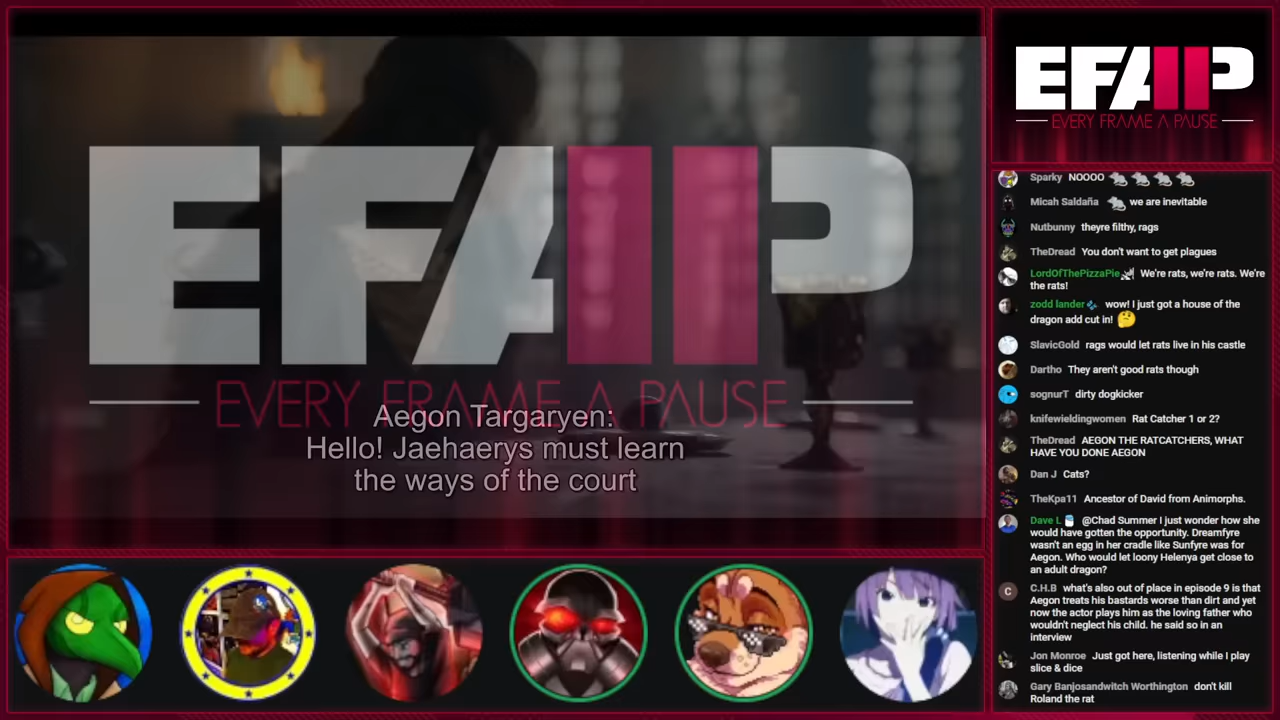 EFAP
EVERY FRAME A PAUSE
Aegon Targaryen:
Hello! Jaehaerys must learn
the ways of the court
EFAP
EVERY FRAME A PAUSE
Sparky NOOOO
Micah Saldaña we are inevitable
Nutbunny theyre filthy, rags
TheDread You don't want to get plagues
LordOfThePizzaPie We're rats, we're rats. We're
the rats!
zodd lander wow! I just got a house of the
dragon add cut in!
SlavicGold rags would let rats live in his castle
Dartho They aren't good rats though
sognurT dirty dogkicker
knifewieldingwomen Rat Catcher 1 or 2?
TheDread AEGON THE RATCATCHERS, WHAT
HAVE YOU DONE AEGON
Dan J Cats?
TheKpa11 Ancestor of David from Animorphs.
Dave L @Chad Summer I just wonder how she
would have gotten the opportunity. Dreamfyre
wasn't an egg in her cradle like Sunfyre was for
Aegon. Who would let loony Helenya get close to
an adult dragon?
C
C.H.B what's also out of place in episode 9 is that
Aegon treats his bastards worse than dirt and yet
now the actor plays him as the loving father who
wouldn't neglect his child. he said so in an
interview
Jon Monroe Just got here, listening while I play
slice & dice
Gary Banjosandwitch Worthington don't kill
Roland the rat